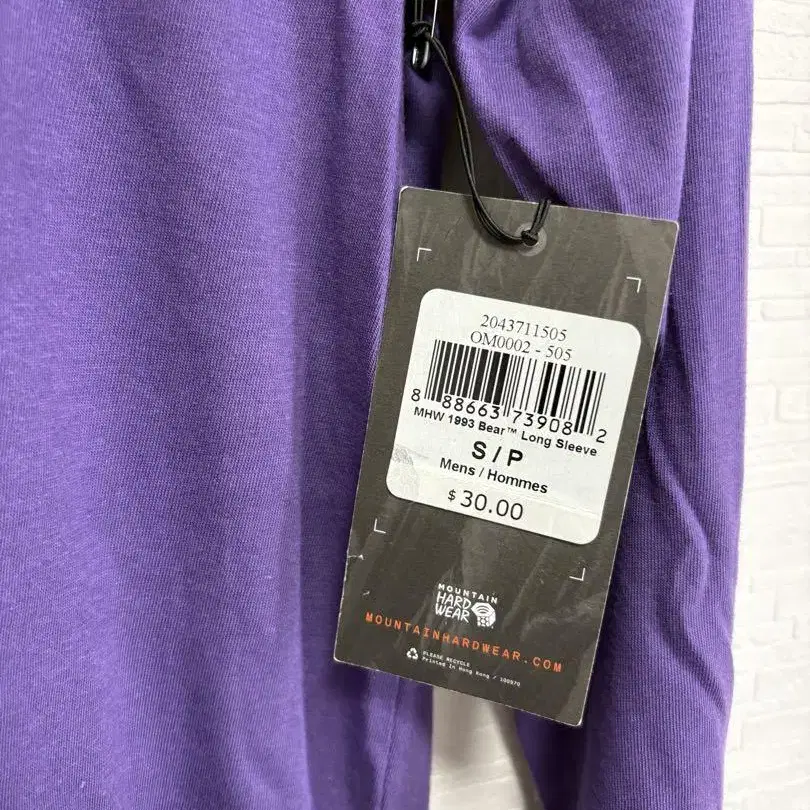 2043711505
OM0002 - 505
8 88663 73908 2
MHW 1993 Bear™ Long Sleeve
S / P
Mens / Hommes
$ 30.00
MOUNTAIN
HARD
WEAR
MOUNTAINHARDWEAR.COM
PLEASE RECYCLE
Printed in Hong Kong / 100970